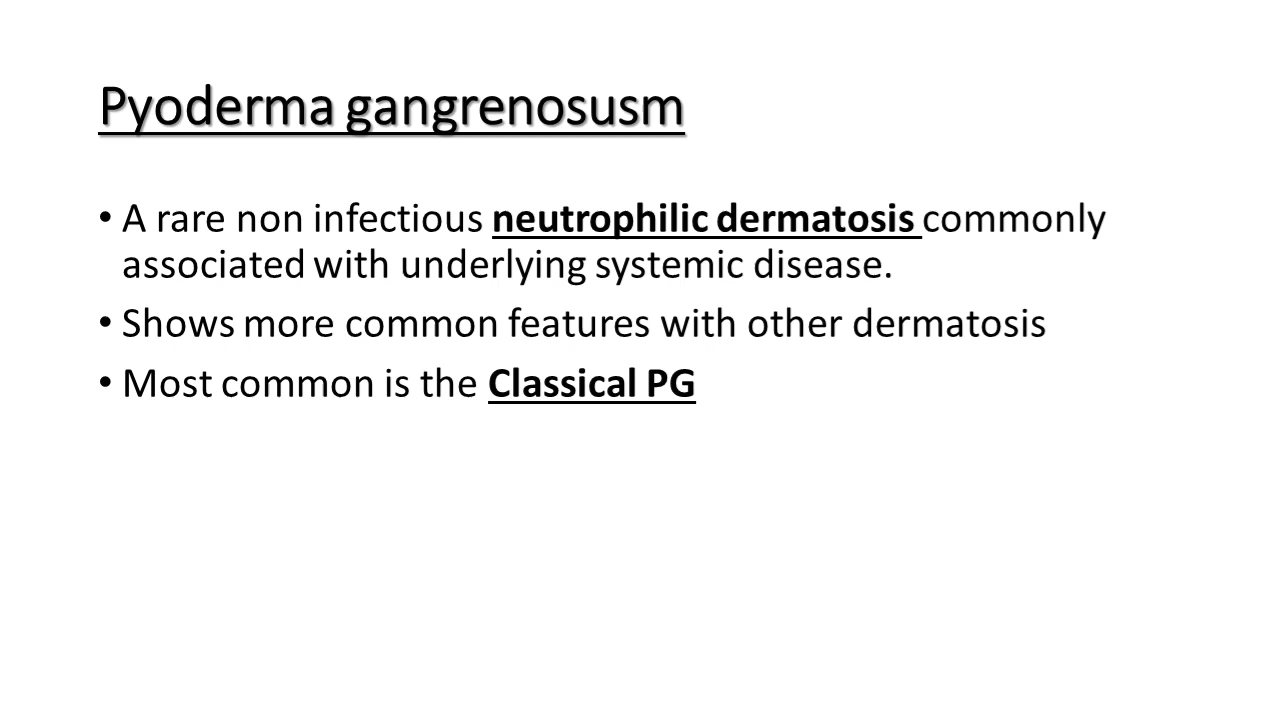 Pyoderma gangrenosusm
• A rare non infectious neutrophilic dermatosis commonly
associated with underlying systemic disease.
• Shows more common features with other dermatosis
• Most common is the Classical PG